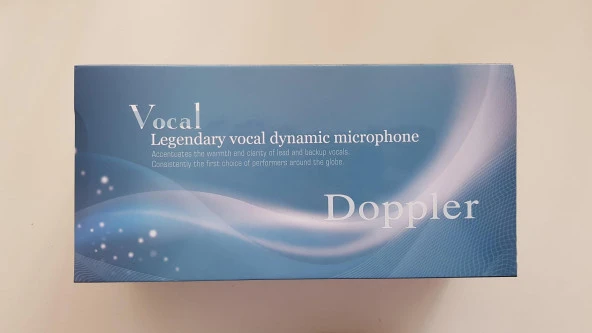 Vocal
Legendary vocal dynamic microphone
Accentuates the warmth and clarity of lead and backup vocals.
Consistently the first choice of performers around the globe.
Doppler